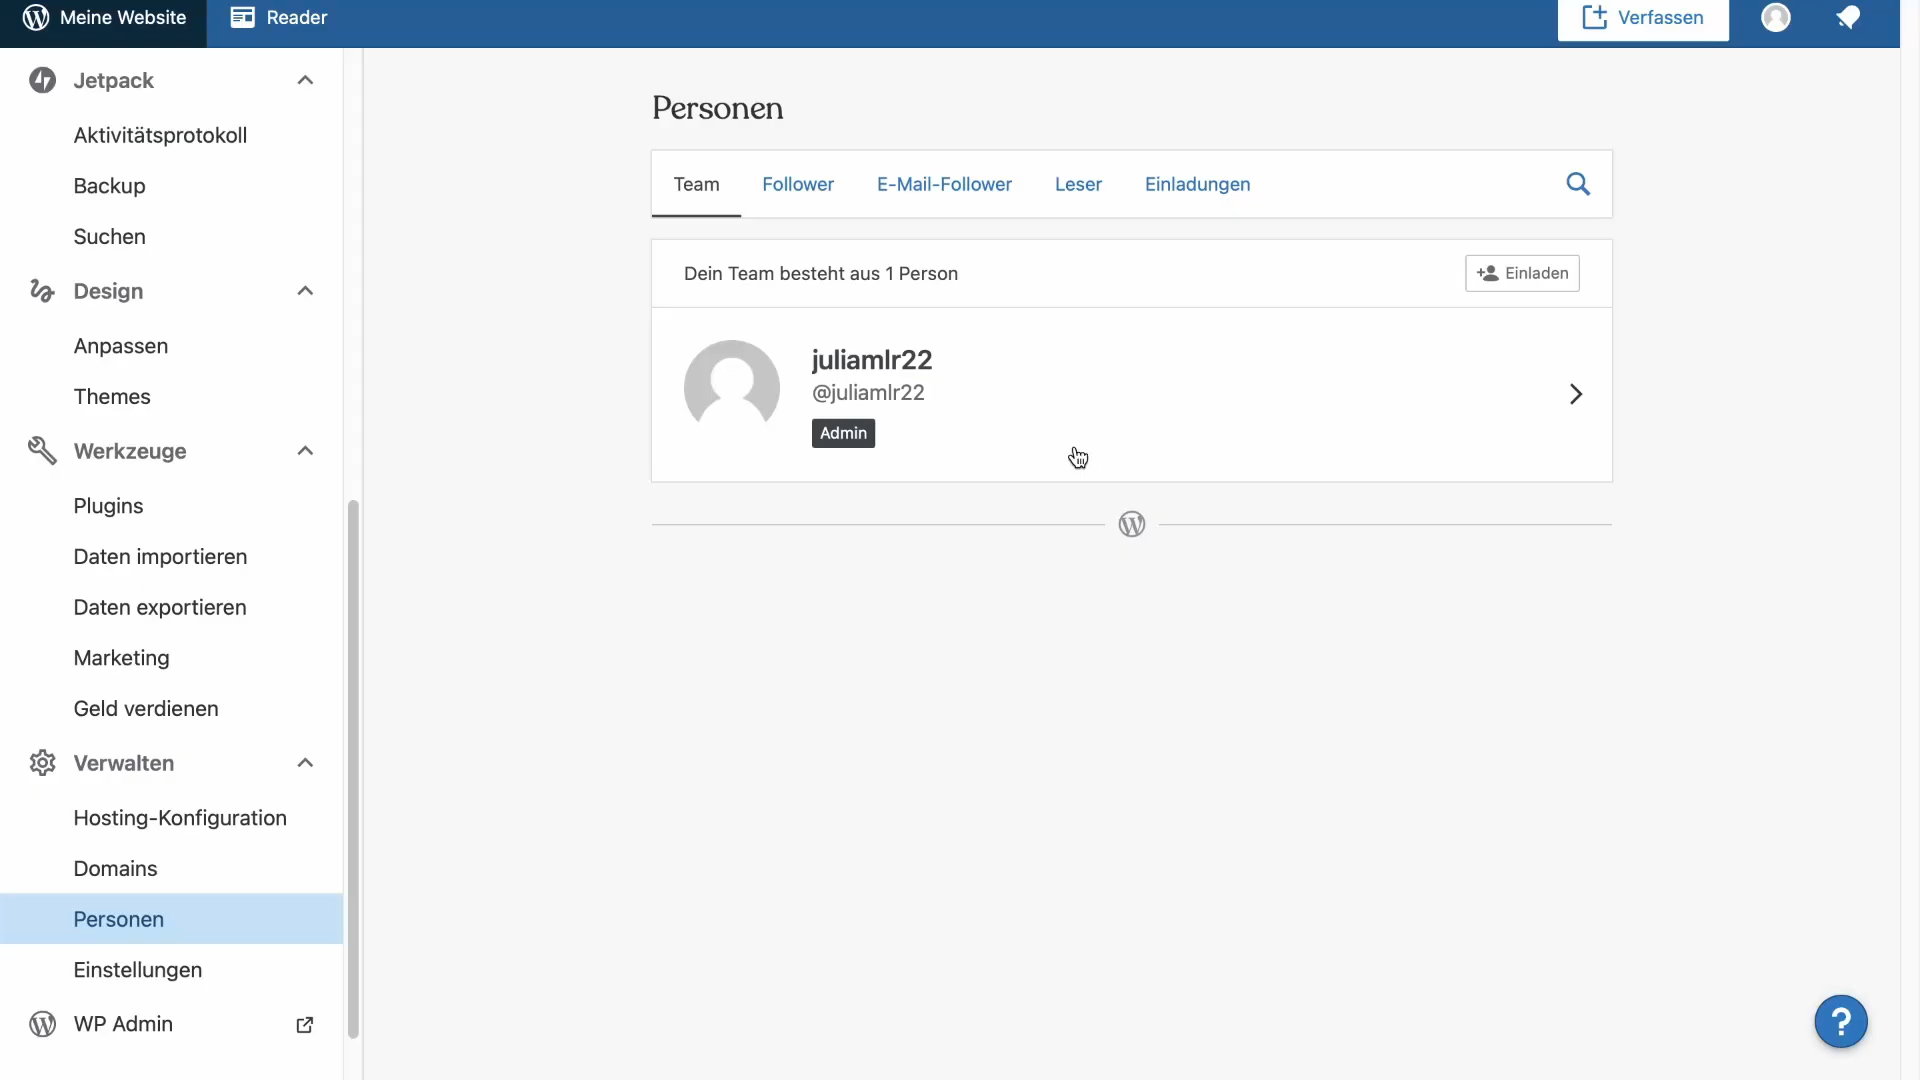 Meine Website
Reader
Verfassen
Jetpack
Aktivitätsprotokoll
Backup
Suchen
Design
Anpassen
Themes
Werkzeuge
Plugins
Daten importieren
Daten exportieren
Marketing
Geld verdienen
Verwalten
Hosting-Konfiguration
Domains
Personen
Einstellungen
WP Admin
Personen
Team Follower E-Mail-Follower Leser Einladungen
Dein Team besteht aus 1 Person
Einladen
juliamlr22
@juliamlr22
Admin
?